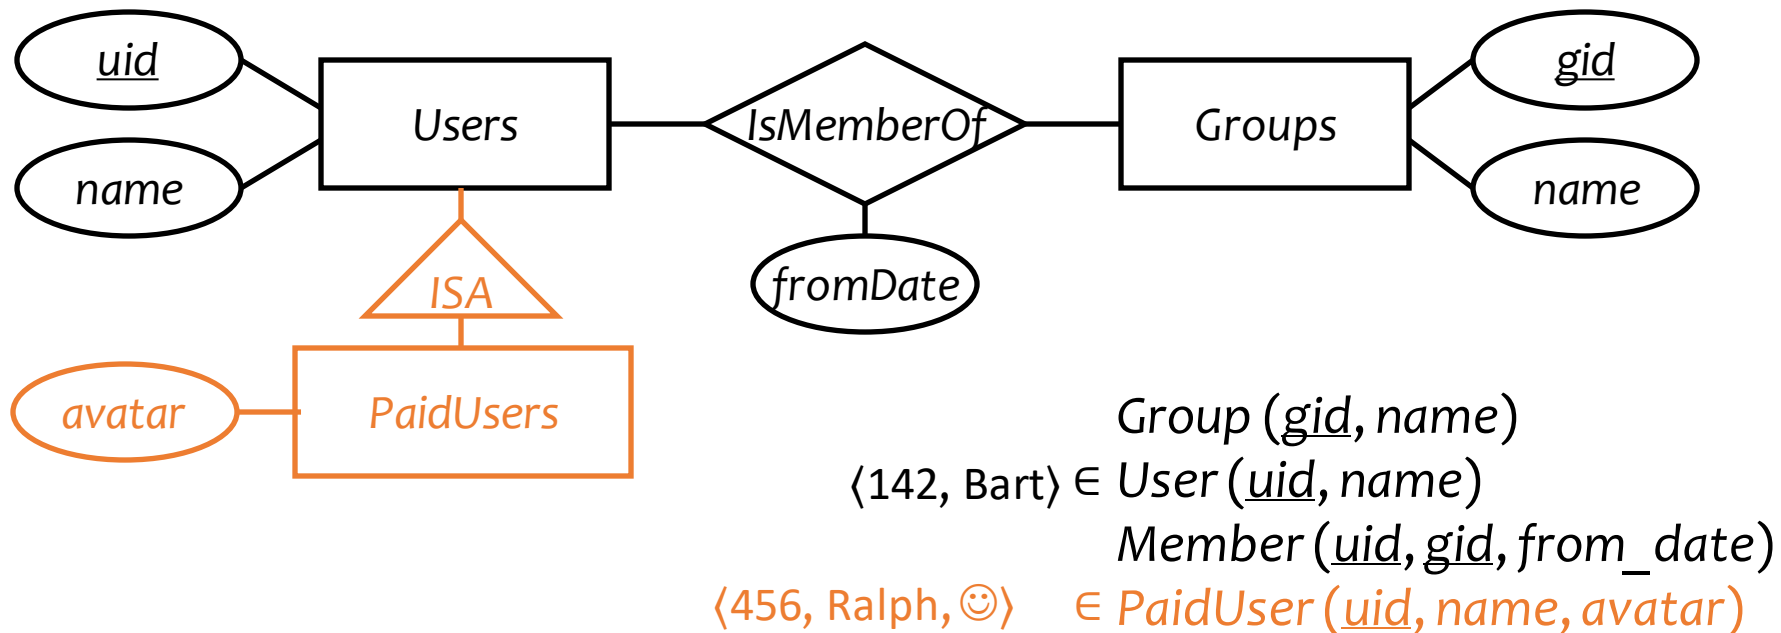 uid
name
Users
IsMemberOf
fromDate
Groups
gid
name
ISA
avatar
PaidUsers
Group (gid, name)
⟨142, Bart⟩ ∈ User (uid, name)
Member (uid, gid, from_date)
⟨456, Ralph, ☺⟩ ∈ PaidUser (uid, name, avatar)